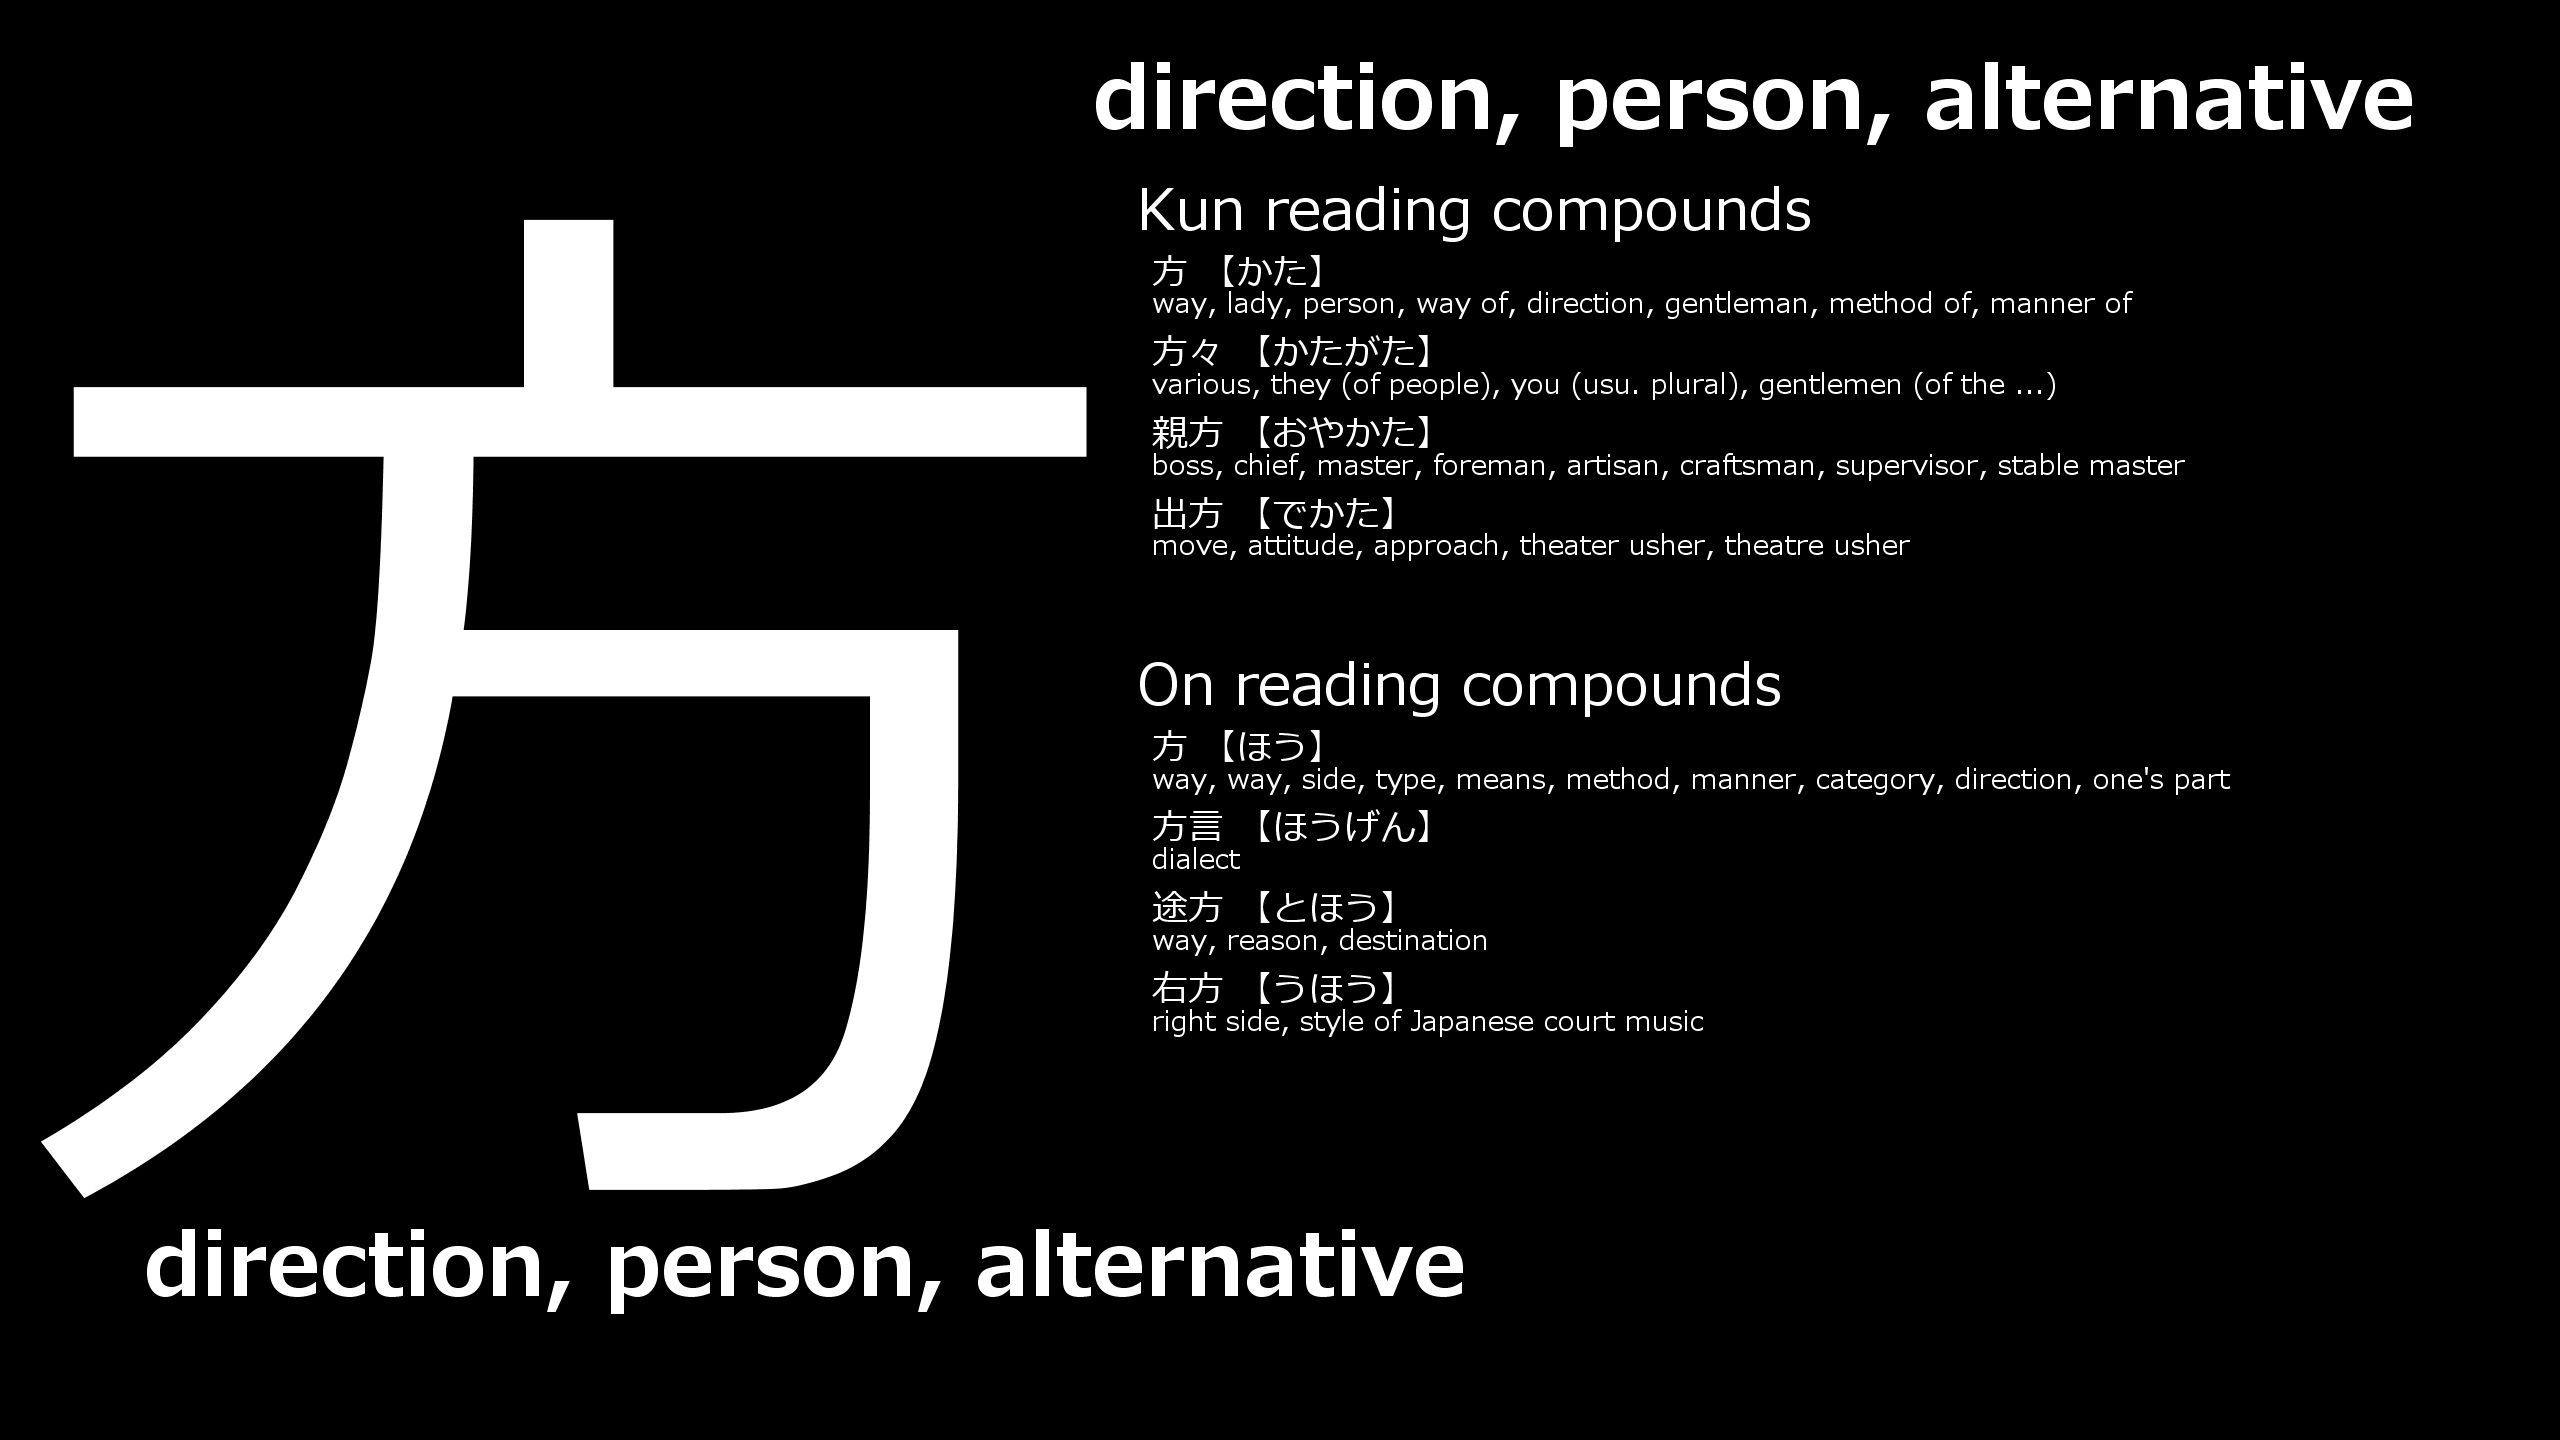 direction, person, alternative
方
Kun reading compounds
方 【かた】
way, lady, person, way of, direction, gentleman, method of, manner of
方々 【かたがた】
various, they (of people), you (usu. plural), gentlemen (of the ...)
親方 【おやかた】
boss, chief, master, foreman, artisan, craftsman, supervisor, stable master
出方 【でかた】
move, attitude, approach, theater usher, theatre usher
On reading compounds
方 【ほう】
way, way, side, type, means, method, manner, category, direction, one's part
方言 【ほうげん】
dialect
途方 【とほう】
way, reason, destination
右方 【うほう】
right side, style of Japanese court music
direction, person, alternative